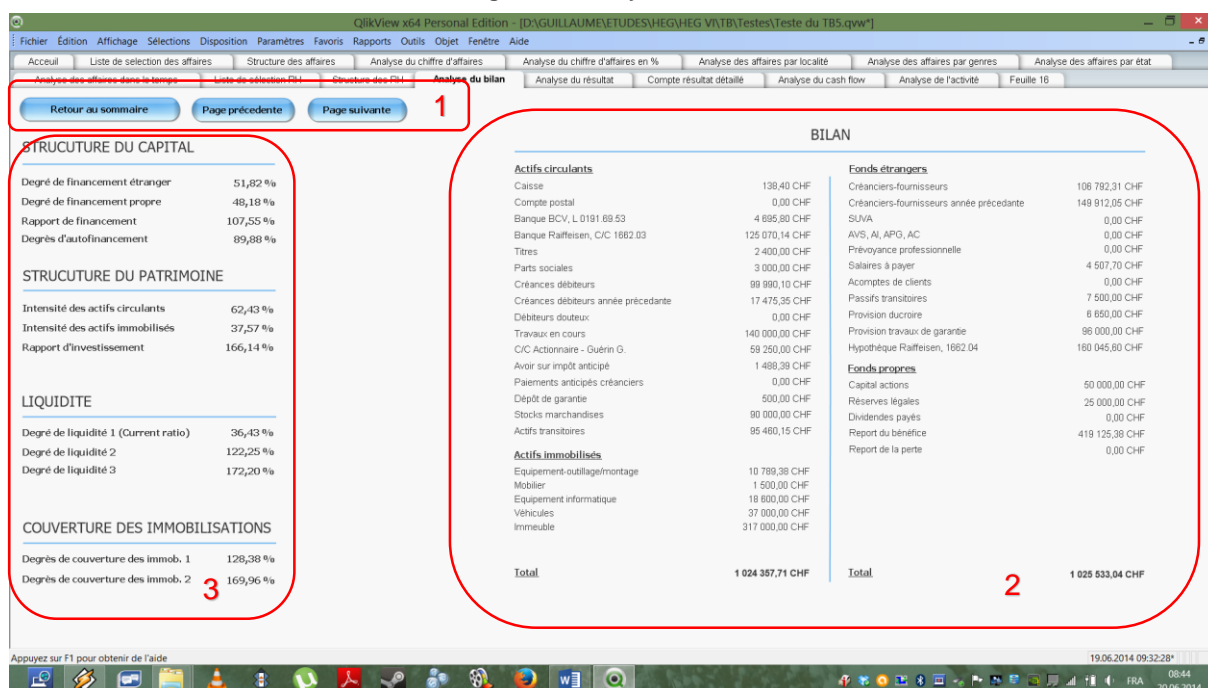 QlikView x64 Personal Edition - [D:\GUILLAUME\ETUDES\HEG\HEG VI\TB\Testes\Teste du TB5.qvw*]
Fichier Édition Affichage Sélections Disposition Paramètres Favoris Rapports Outils Objet Fenêtre Aide
Acceuil Liste de selection des affaires Structure des affaires Analyse du chiffre d'affaires Analyse du chiffre d'affaires en % Analyse des affaires par localité Analyse des affaires par genres Analyse des affaires par état
Analyse des affaires dans le temps Liste de sélection RH Structure des RH Analyse du bilan Analyse du résultat Compte résultat détaillé Analyse du cash flow Analyse de l'activité Feuille 16
Retour au sommaire Page précedente Page suivante 1
STRUCUTURE DU CAPITAL
Degré de financement étranger 51,82 %
Degré de financement propre 48,18 %
Rapport de financement 107,55 %
Degrès d'autofinancement 89,88 %
STRUCUTURE DU PATRIMOINE
Intensité des actifs circulants 62,43 %
Intensité des actifs immobilisés 37,57 %
Rapport d'investissement 166,14 %
LIQUIDITE
Degré de liquidité 1 (Current ratio) 36,43 %
Degré de liquidité 2 122,25 %
Degré de liquidité 3 172,20 %
COUVERTURE DES IMMOBILISATIONS
Degrès de couverture des immob. 1 128,38 %
Degrès de couverture des immob. 2 169,96 %
3
BILAN
Actifs circulants
Caisse 138,40 CHF
Compte postal 0,00 CHF
Banque BCV, L 0191.69.53 4 695,80 CHF
Banque Raiffeisen, C/C 1662.03 125 070,14 CHF
Titres 2 400,00 CHF
Parts sociales 3 000,00 CHF
Créances débiteurs 99 990,10 CHF
Créances débiteurs année précedante 17 475,35 CHF
Débiteurs douteux 0,00 CHF
Travaux en cours 140 000,00 CHF
C/C Actionnaire - Guérin G. 59 250,00 CHF
Avoir sur impôt anticipé 1 488,39 CHF
Paiements anticipés créanciers 0,00 CHF
Dépôt de garantie 500,00 CHF
Stocks marchandises 90 000,00 CHF
Actifs transitoires 95 460,15 CHF
Actifs immobilisés
Equipement-outillage/montage 10 789,38 CHF
Mobilier 1 500,00 CHF
Equipement informatique 18 600,00 CHF
Véhicules 37 000,00 CHF
Immeuble 317 000,00 CHF
Total 1 024 357,71 CHF
Fonds étrangers
Créanciers-fournisseurs 106 792,31 CHF
Créanciers-fournisseurs année précedante 149 912,05 CHF
SUVA 0,00 CHF
AVS, AI, APG, AC 0,00 CHF
Prévoyance professionnelle 0,00 CHF
Salaires à payer 4 507,70 CHF
Acomptes de clients 0,00 CHF
Passifs transitoires 7 500,00 CHF
Provision ducroire 6 650,00 CHF
Provision travaux de garantie 96 000,00 CHF
Hypothèque Raiffeisen, 1662.04 160 045,60 CHF
Fonds propres
Capital actions 50 000,00 CHF
Réserves légales 25 000,00 CHF
Dividendes payés 0,00 CHF
Report du bénéfice 419 125,38 CHF
Report de la perte 0,00 CHF
Total 1 025 533,04 CHF
2
Appuyez sur F1 pour obtenir de l'aide 19.06.2014 09:32:28*
FRA 08:44
20.06.2014